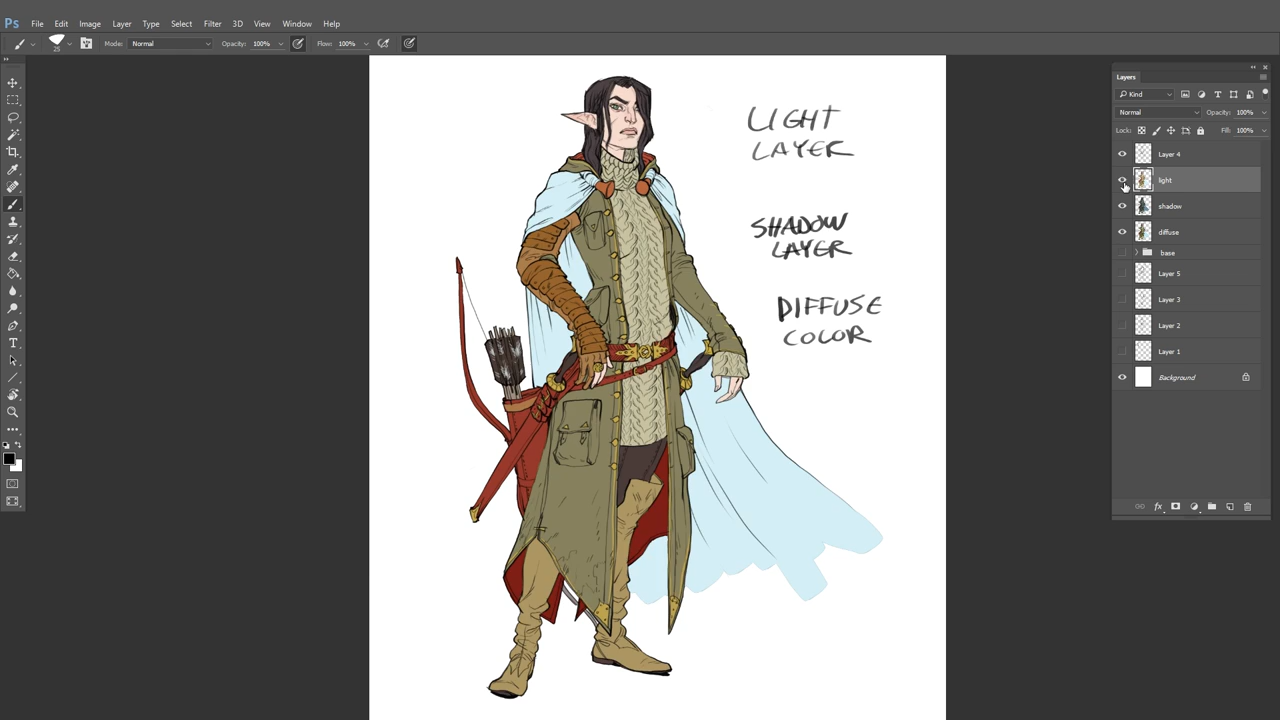 Ps File Edit Image Layer Type Select Filter 3D View Window Help
25 Mode: Normal Opacity: 100% Flow: 100%
LIGHT
LAYER
SHADOW
LAYER
DIFFUSE
COLOR
Layers
Kind
Normal Opacity: 100%
Lock: Fill: 100%
Layer 4
light
shadow
diffuse
base
Layer 5
Layer 3
Layer 2
Layer 1
Background
fx